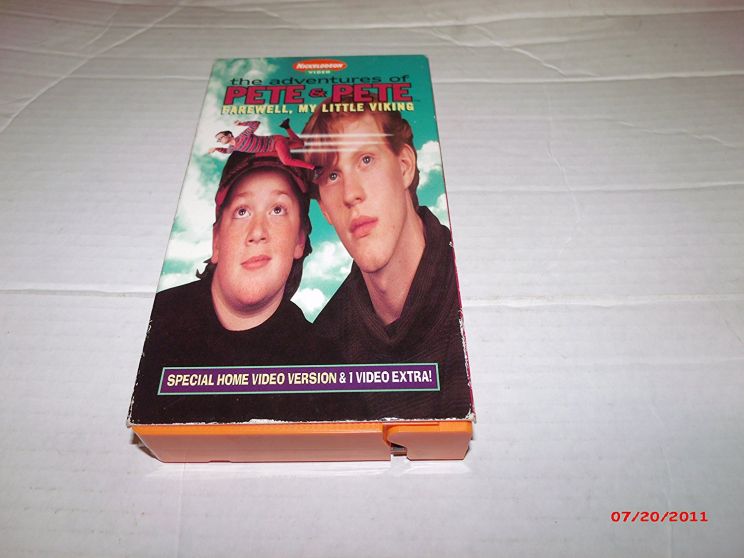 NICKELODEON
VIDEO
the adventures of
PETE & PETE
FAREWELL, MY LITTLE VIKING
SPECIAL HOME VIDEO VERSION & 1 VIDEO EXTRA!
07/20/2011